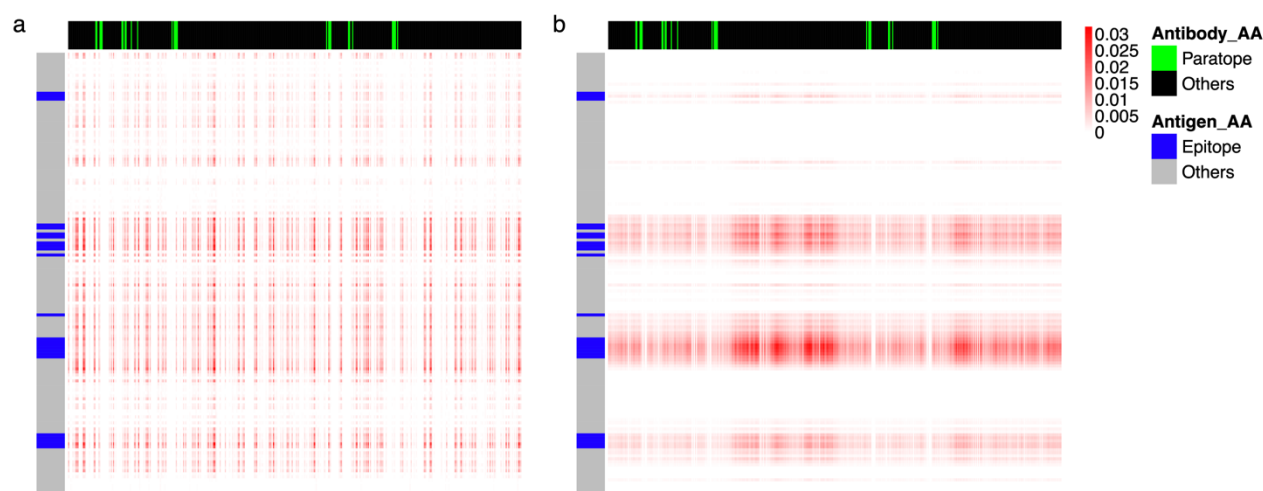 a
b
0.03
0.025
0.02
0.015
0.01
0.005
0
Antibody_AA
Paratope
Others
Antigen_AA
Epitope
Others